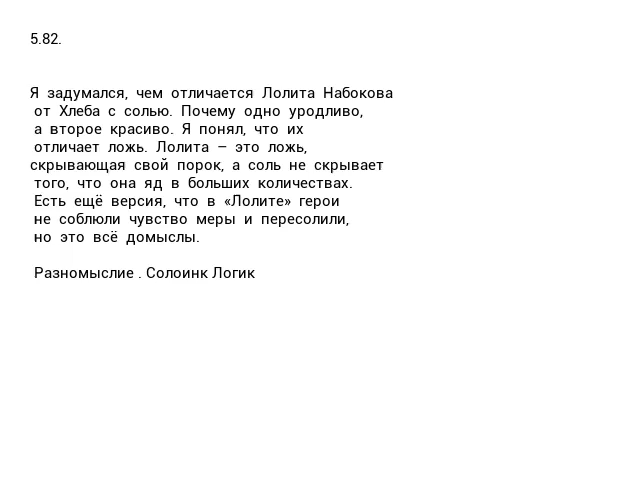 5.82.
Я задумался, чем отличается Лолита Набокова
от Хлеба с солью. Почему одно уродливо,
а второе красиво. Я понял, что их
отличает ложь. Лолита – это ложь,
скрывающая свой порок, а соль не скрывает
того, что она яд в больших количествах.
Есть ещё версия, что в «Лолите» герои
не соблюли чувство меры и пересолили,
но это всё домыслы.
Разномыслие . Солоинк Логик